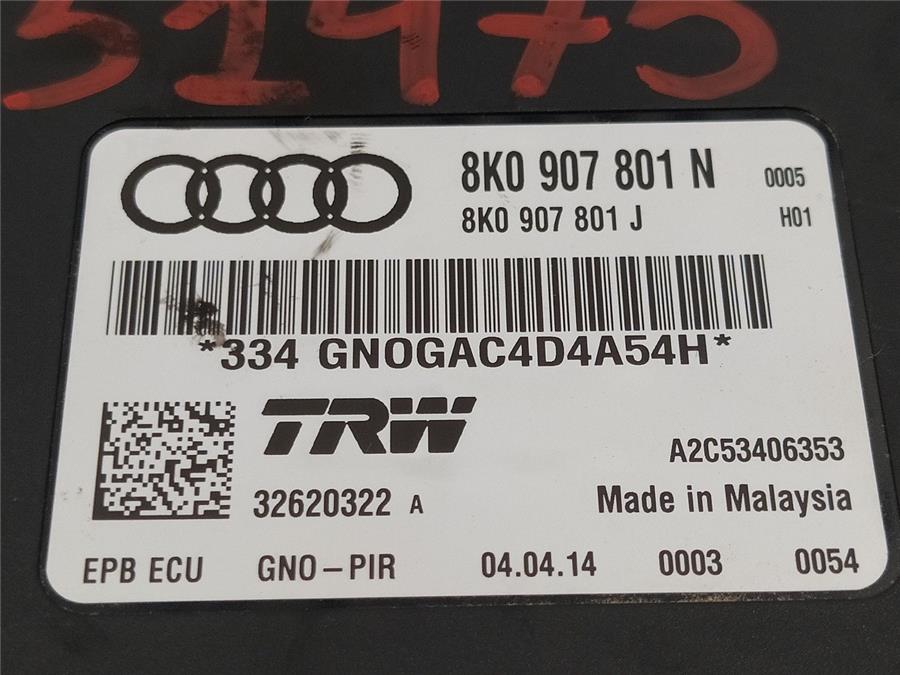 8K0 907 801 N 0005
8K0 907 801 J H01
*334 GNOGAC4D4A54H*
TRW
A2C53406353
32620322 A
Made in Malaysia
EPB ECU GNO-PIR 04.04.14 0003 0054